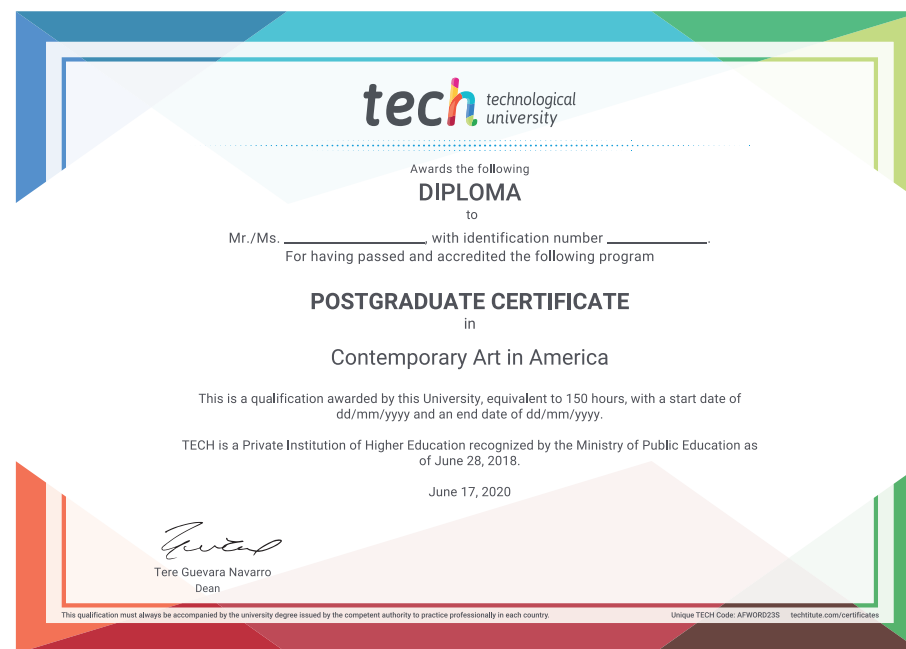 tech technological
university
Awards the following
DIPLOMA
to
Mr./Ms. ____________, with identification number ____________.
For having passed and accredited the following program
POSTGRADUATE CERTIFICATE
in
Contemporary Art in America
This is a qualification awarded by this University, equivalent to 150 hours, with a start date of
dd/mm/yyyy and an end date of dd/mm/yyyy.
TECH is a Private Institution of Higher Education recognized by the Ministry of Public Education as
of June 28, 2018.
June 17, 2020
Tere Guevara Navarro
Dean
This qualification must always be accompanied by the university degree issued by the competent authority to practice professionally in each country. Unique TECH Code: AFWORD23S techtitute.com/certificates